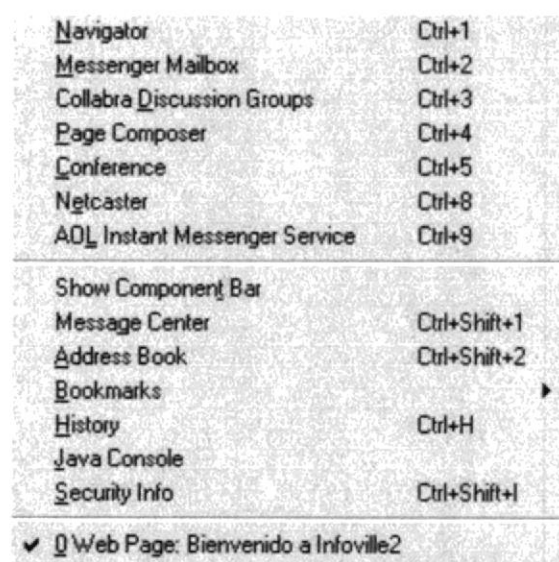 Navigator Ctrl+1
Messenger Mailbox Ctrl+2
Collabra Discussion Groups Ctrl+3
Page Composer Ctrl+4
Conference Ctrl+5
Netcaster Ctrl+8
AOL Instant Messenger Service Ctrl+9
Show Component Bar
Message Center Ctrl+Shift+1
Address Book Ctrl+Shift+2
Bookmarks
History Ctrl+H
Java Console
Security Info Ctrl+Shift+I
0 Web Page: Bienvenido a Infoville2